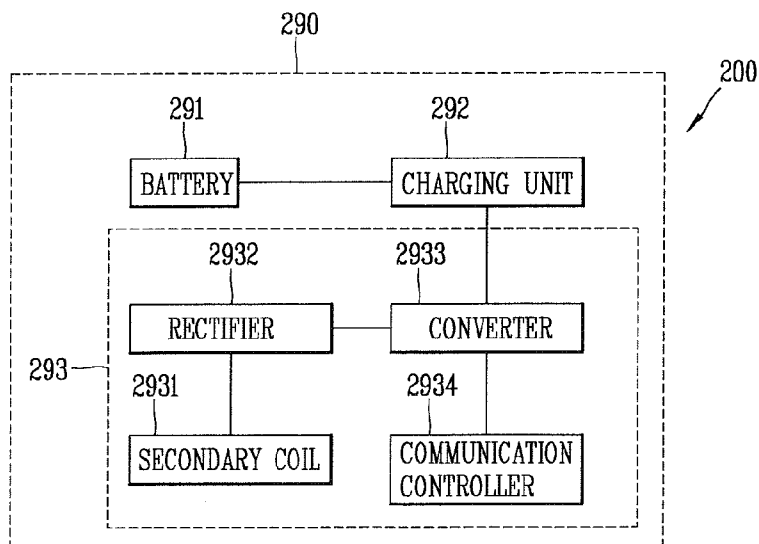 290
200
291
292
BATTERY
CHARGING UNIT
2932
2933
RECTIFIER
CONVERTER
293
2931
2934
SECONDARY COIL
COMMUNICATION
CONTROLLER